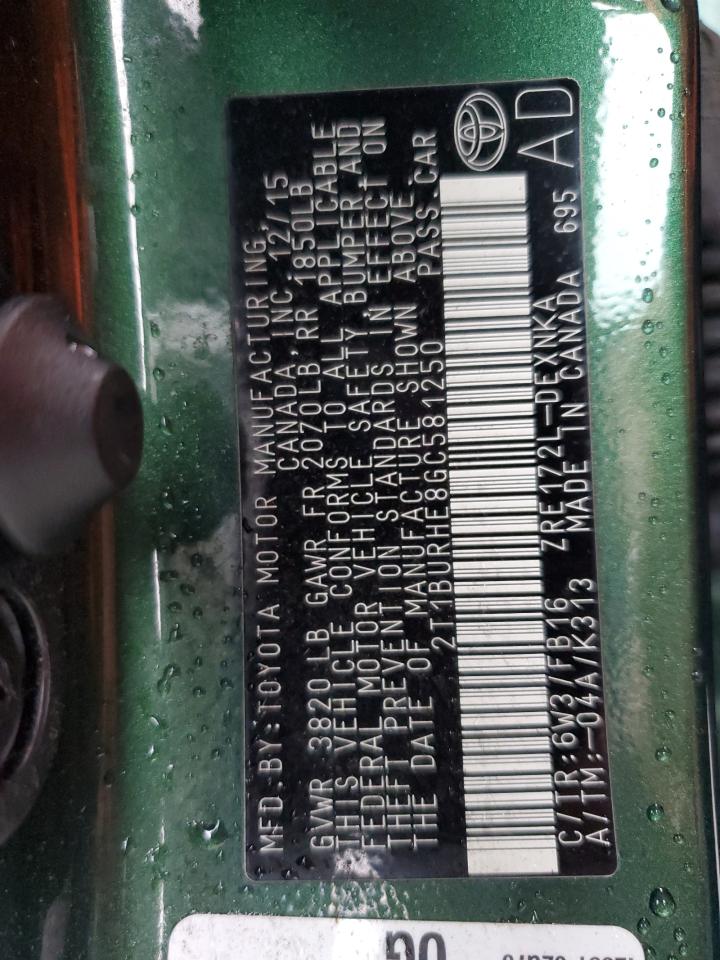 MFD.BY:TOYOTA MOTOR MANUFACTURING,
CANADA, INC. 12/15
GVWR 3820 LB GAWR FR 2070LB, RR 1850LB
THIS VEHICLE CONFORMS TO ALL APPLICABLE
FEDERAL MOTOR VEHICLE SAFETY, BUMPER, AND
THEFT PREVENTION STANDARDS IN EFFECT ON
THE DATE OF MANUFACTURE SHOWN ABOVE.
2T1BURHE8GC581250 PASS.CAR
C/TR:6W3/FB16 ZRE172L-DEXNKA
A/TM:-04A/K313 MADE IN CANADA 695 AD